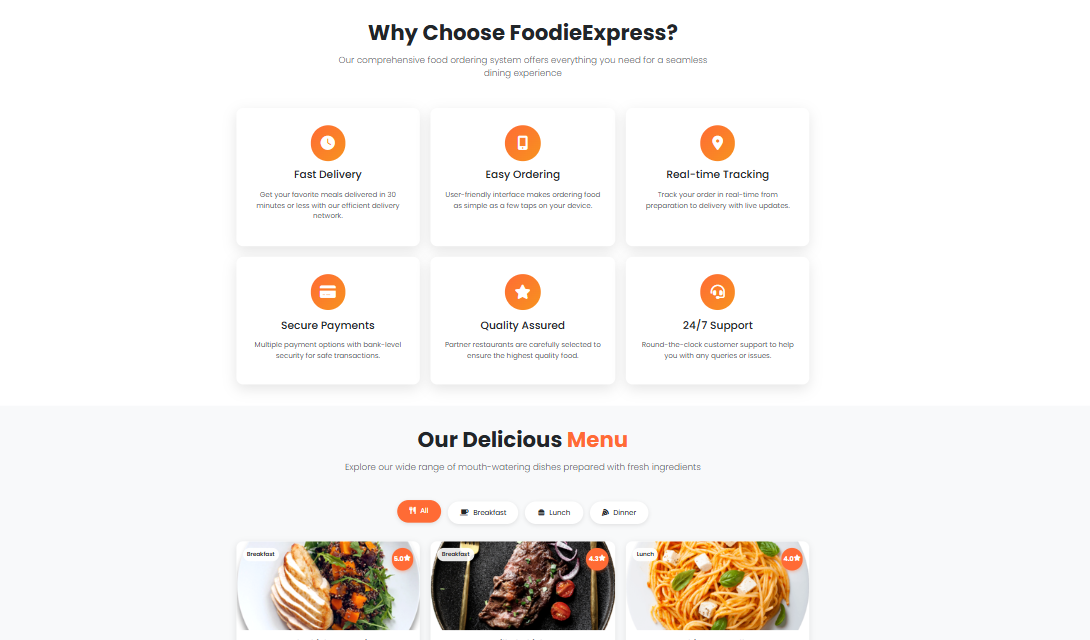 Why Choose FoodieExpress?
Our comprehensive food ordering system offers everything you need for a seamless
dining experience
Fast Delivery
Get your favorite meals delivered in 30
minutes or less with our efficient delivery
network.
Easy Ordering
User-friendly interface makes ordering food
as simple as a few taps on your device.
Real-time Tracking
Track your order in real-time from
preparation to delivery with live updates.
Secure Payments
Multiple payment options with bank-level
security for safe transactions.
Quality Assured
Partner restaurants are carefully selected to
ensure the highest quality food.
24/7 Support
Round-the-clock customer support to help
you with any queries or issues.
Our Delicious Menu
Explore our wide range of mouth-watering dishes prepared with fresh ingredients
All
Breakfast
Lunch
Dinner
Breakfast
5.0
Breakfast
4.3
Lunch
4.0